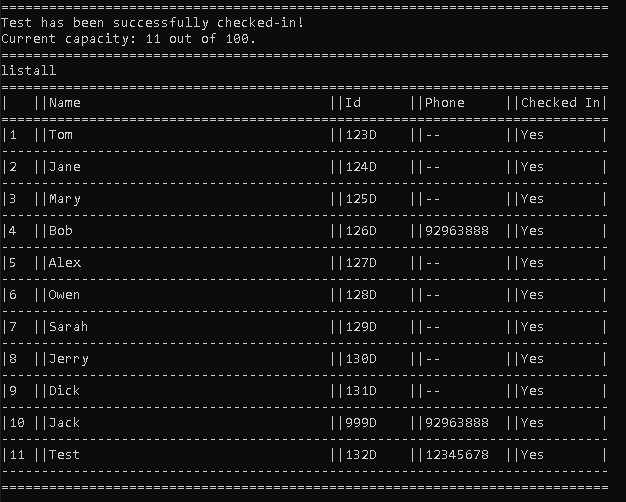 ============================================================================
Test has been successfully checked-in!
Current capacity: 11 out of 100.
============================================================================
listall
============================================================================
|   ||Name                               ||Id      ||Phone     ||Checked In|
============================================================================
|1  ||Tom                                ||123D    ||--        ||Yes       |
----------------------------------------------------------------------------
|2  ||Jane                               ||124D    ||--        ||Yes       |
----------------------------------------------------------------------------
|3  ||Mary                               ||125D    ||--        ||Yes       |
----------------------------------------------------------------------------
|4  ||Bob                                ||126D    ||92963888  ||Yes       |
----------------------------------------------------------------------------
|5  ||Alex                               ||127D    ||--        ||Yes       |
----------------------------------------------------------------------------
|6  ||Owen                               ||128D    ||--        ||Yes       |
----------------------------------------------------------------------------
|7  ||Sarah                              ||129D    ||--        ||Yes       |
----------------------------------------------------------------------------
|8  ||Jerry                              ||130D    ||--        ||Yes       |
----------------------------------------------------------------------------
|9  ||Dick                               ||131D    ||--        ||Yes       |
----------------------------------------------------------------------------
|10 ||Jack                               ||999D    ||92963888  ||Yes       |
----------------------------------------------------------------------------
|11 ||Test                               ||132D    ||12345678  ||Yes       |
----------------------------------------------------------------------------
============================================================================